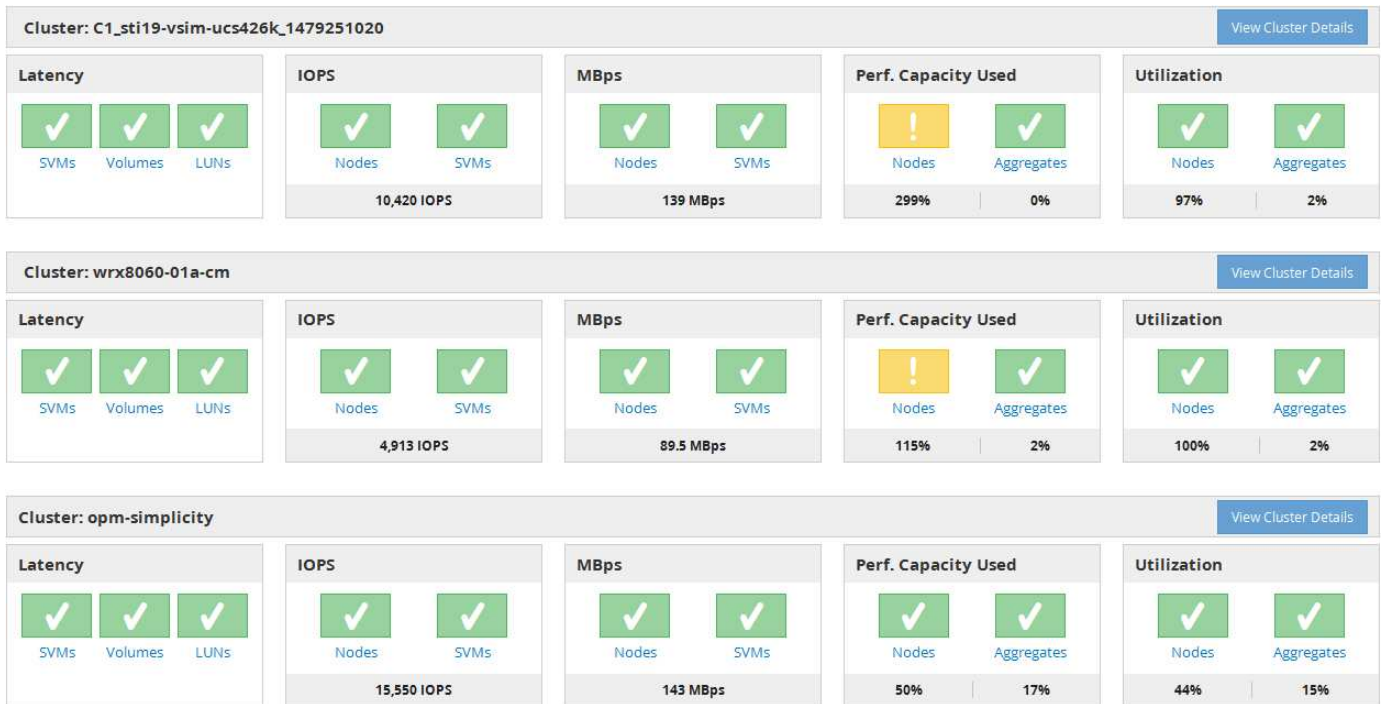 Cluster: C1_sti19-vsim-ucs426k_1479251020 View Cluster Details
Latency IOPS MBps Perf. Capacity Used Utilization
! 
SVMs Volumes LUNs Nodes SVMs Nodes SVMs Nodes Aggregates Nodes Aggregates
10,420 IOPS 139 MBps 299% 0% 97% 2%
Cluster: wrx8060-01a-cm View Cluster Details
Latency IOPS MBps Perf. Capacity Used Utilization
!
SVMs Volumes LUNs Nodes SVMs Nodes SVMs Nodes Aggregates Nodes Aggregates
4,913 IOPS 89.5 MBps 115% 2% 100% 2%
Cluster: opm-simplicity View Cluster Details
Latency IOPS MBps Perf. Capacity Used Utilization
SVMs Volumes LUNs Nodes SVMs Nodes SVMs Nodes Aggregates Nodes Aggregates
15,550 IOPS 143 MBps 50% 17% 44% 15%